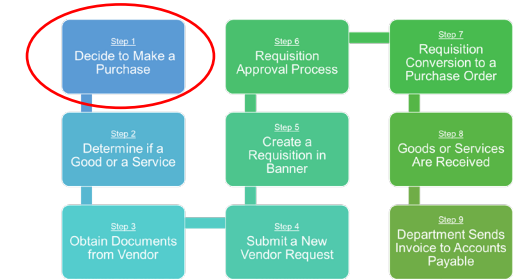 Step 1
Decide to Make a
Purchase
Step 2
Determine if a
Good or a Service
Step 3
Obtain Documents
from Vendor
Step 4
Submit a New
Vendor Request
Step 5
Create a
Requisition in
Banner
Step 6
Requisition
Approval Process
Step 7
Requisition
Conversion to a
Purchase Order
Step 8
Goods or Services
Are Received
Step 9
Department Sends
Invoice to Accounts
Payable